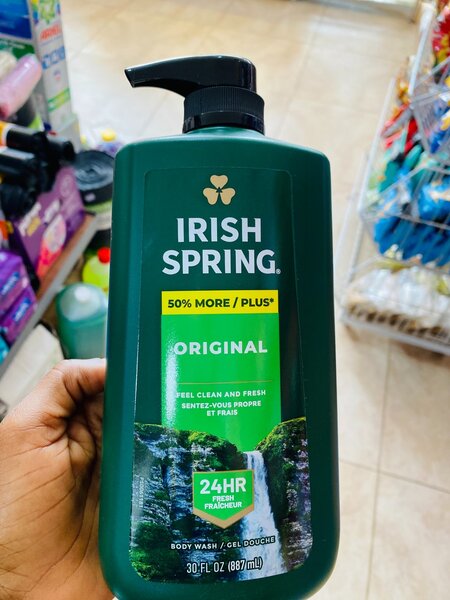 IRISH
SPRING®
50% MORE / PLUS*
ORIGINAL
FEEL CLEAN AND FRESH
SENTEZ-VOUS PROPRE
ET FRAIS
24HR
FRESH
FRAÎCHEUR
BODY WASH / GEL DOUCHE
30 FL OZ (887 mL)